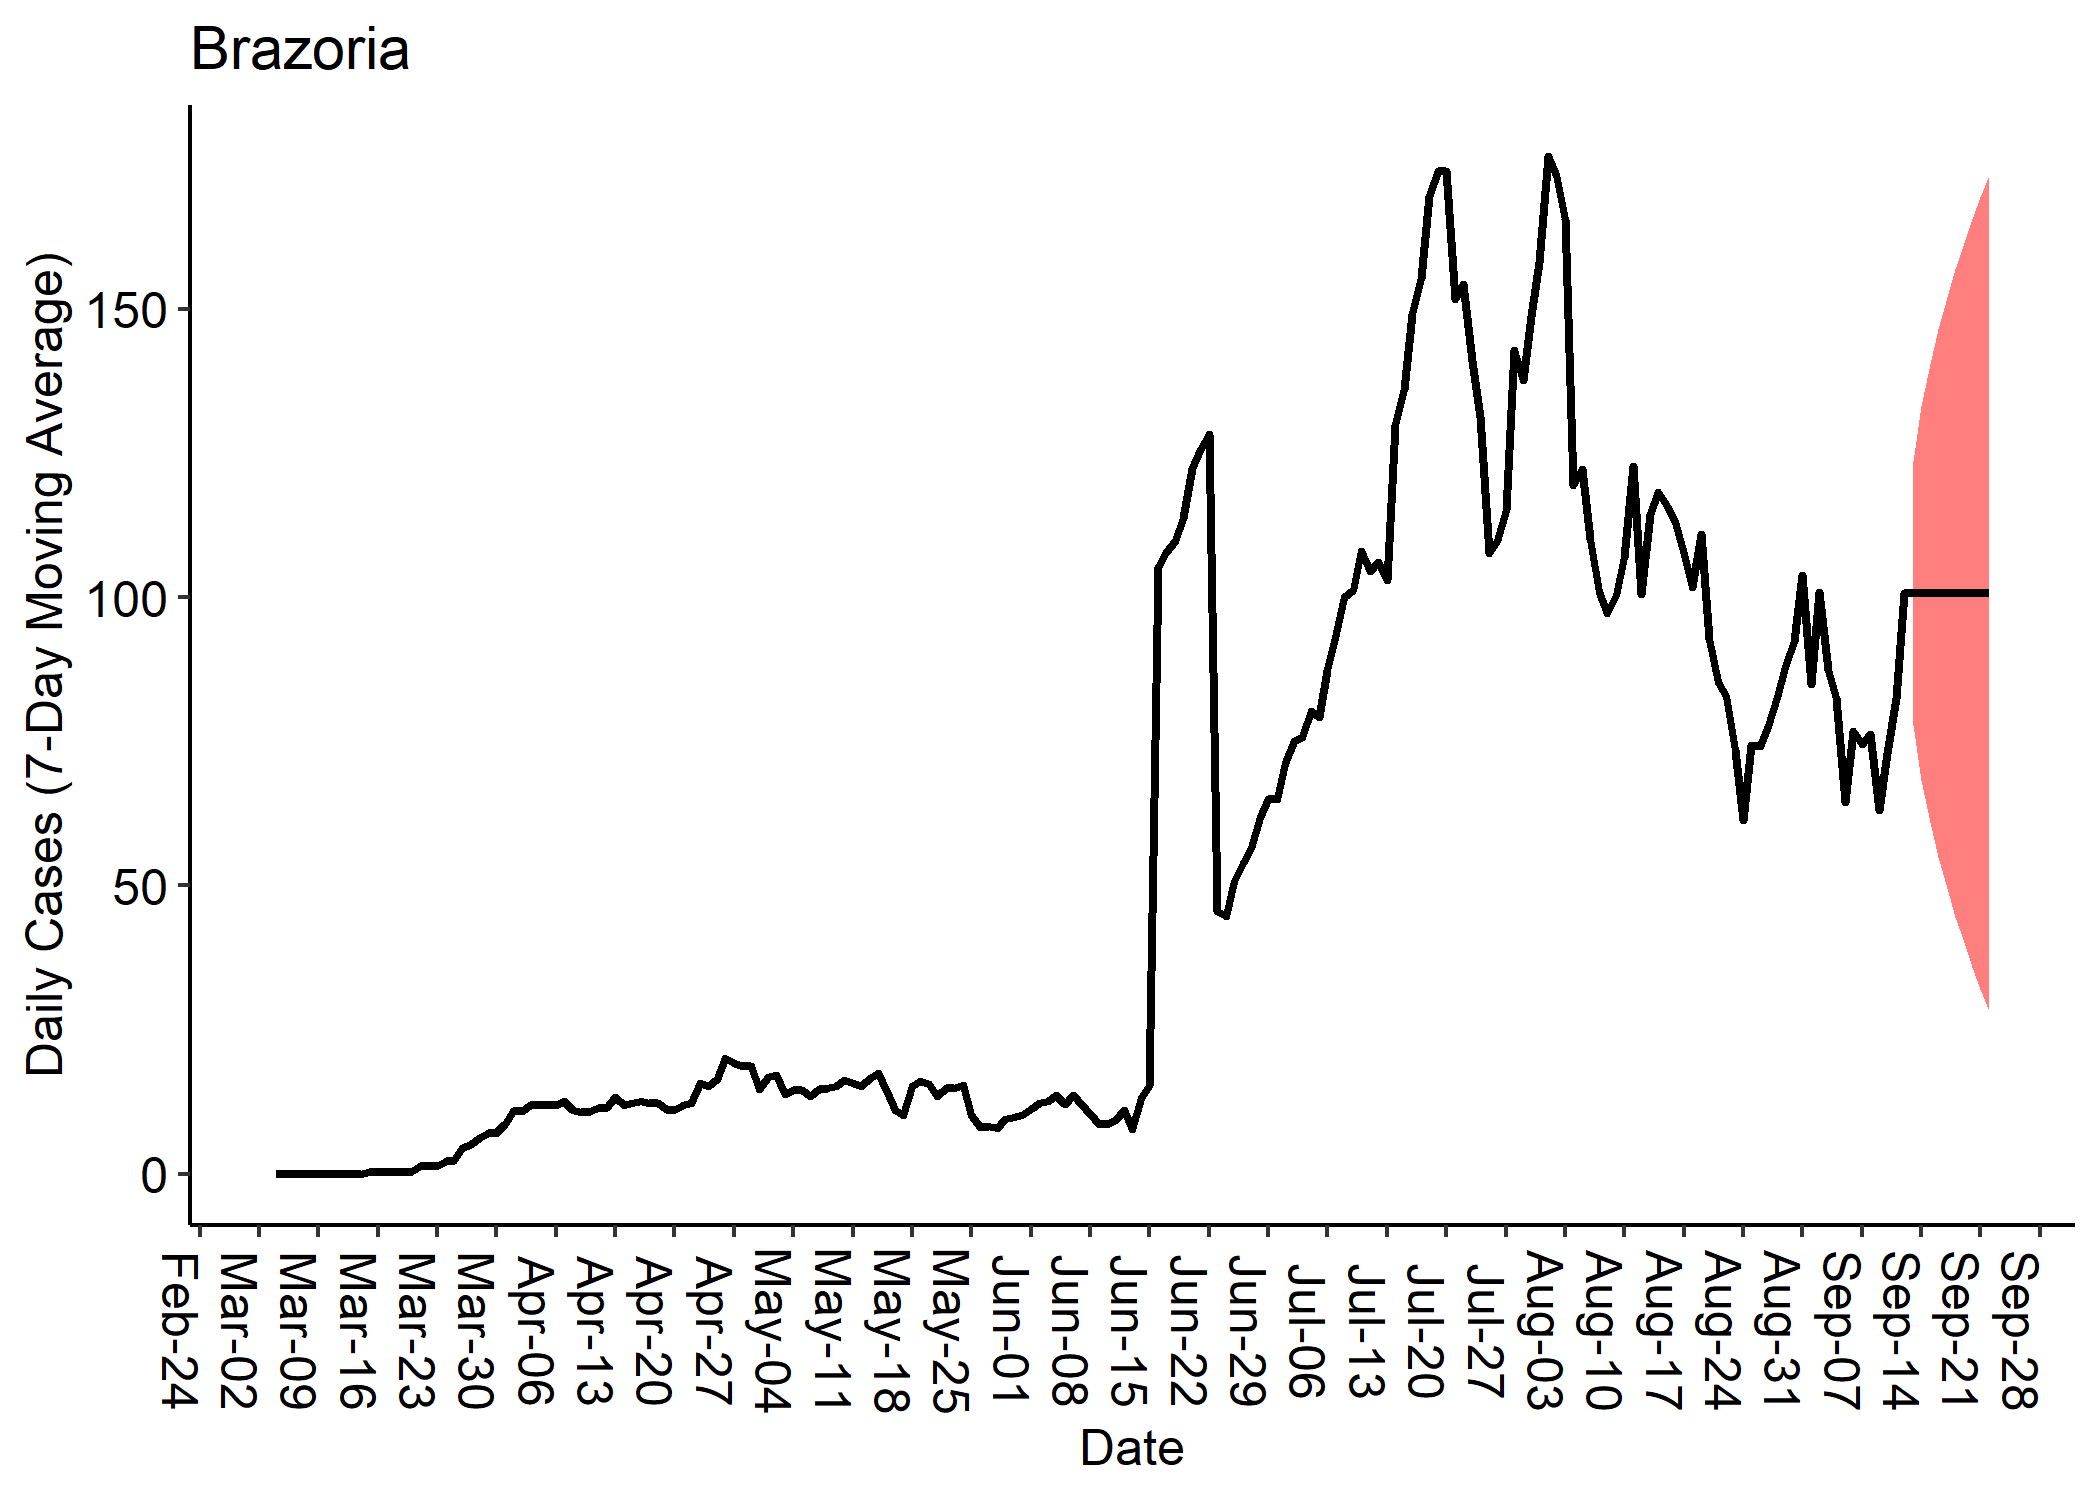 Brazoria
Daily Cases (7-Day Moving Average)
150
100
50
0
Feb-24
Mar-02
Mar-09
Mar-16
Mar-23
Mar-30
Apr-06
Apr-13
Apr-20
Apr-27
May-04
May-11
May-18
May-25
Jun-01
Jun-08
Jun-15
Jun-22
Jun-29
Jul-06
Jul-13
Jul-20
Jul-27
Aug-03
Aug-10
Aug-17
Aug-24
Aug-31
Sep-07
Sep-14
Sep-21
Sep-28
Date